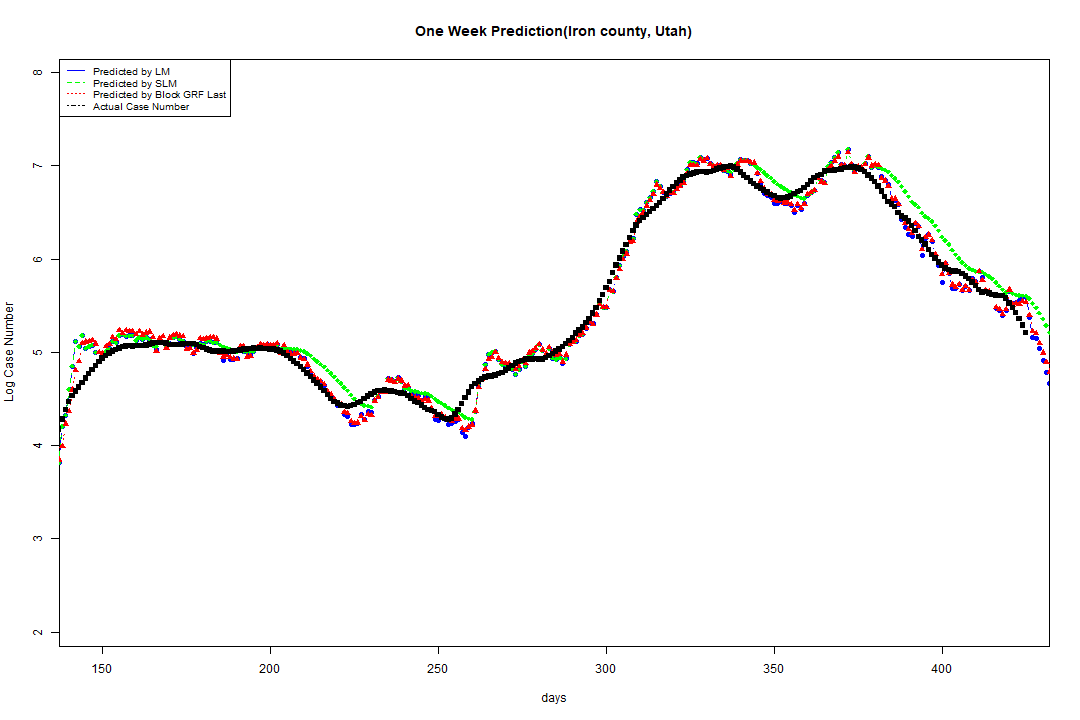 One Week Prediction(Iron county, Utah)
Predicted by LM
Predicted by SLM
Predicted by Block GRF Last
Actual Case Number
8
7
6
5
4
3
2
Log Case Number
150 200 250 300 350 400
days